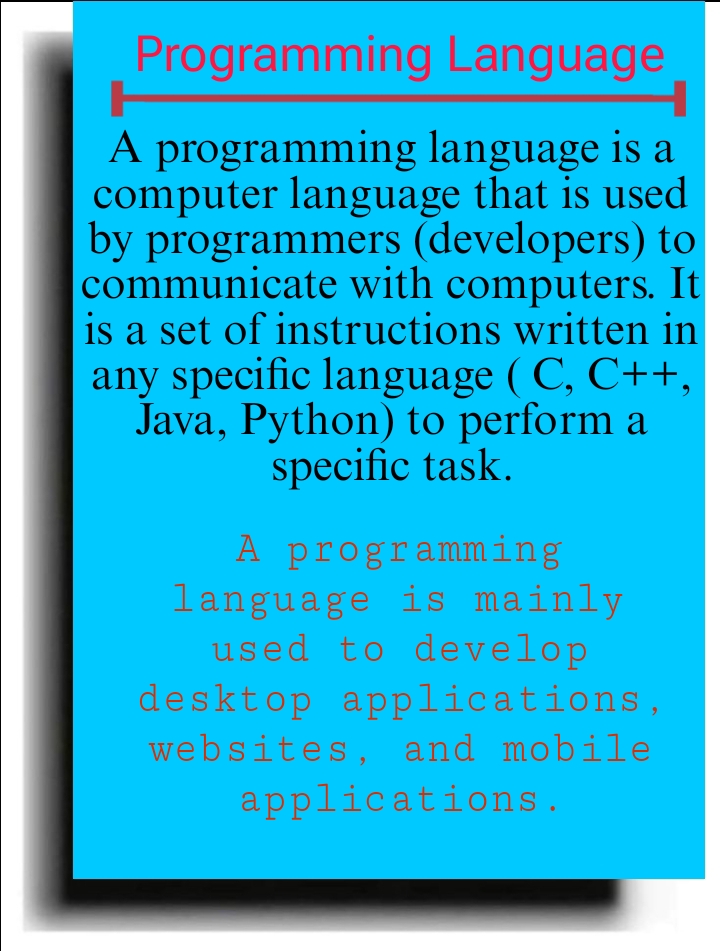 Programming Language
A programming language is a
computer language that is used
by programmers (developers) to
communicate with computers. It
is a set of instructions written in
any specific language ( C, C++,
Java, Python) to perform a
specific task.
A programming
language is mainly
used to develop
desktop applications,
websites, and mobile
applications.